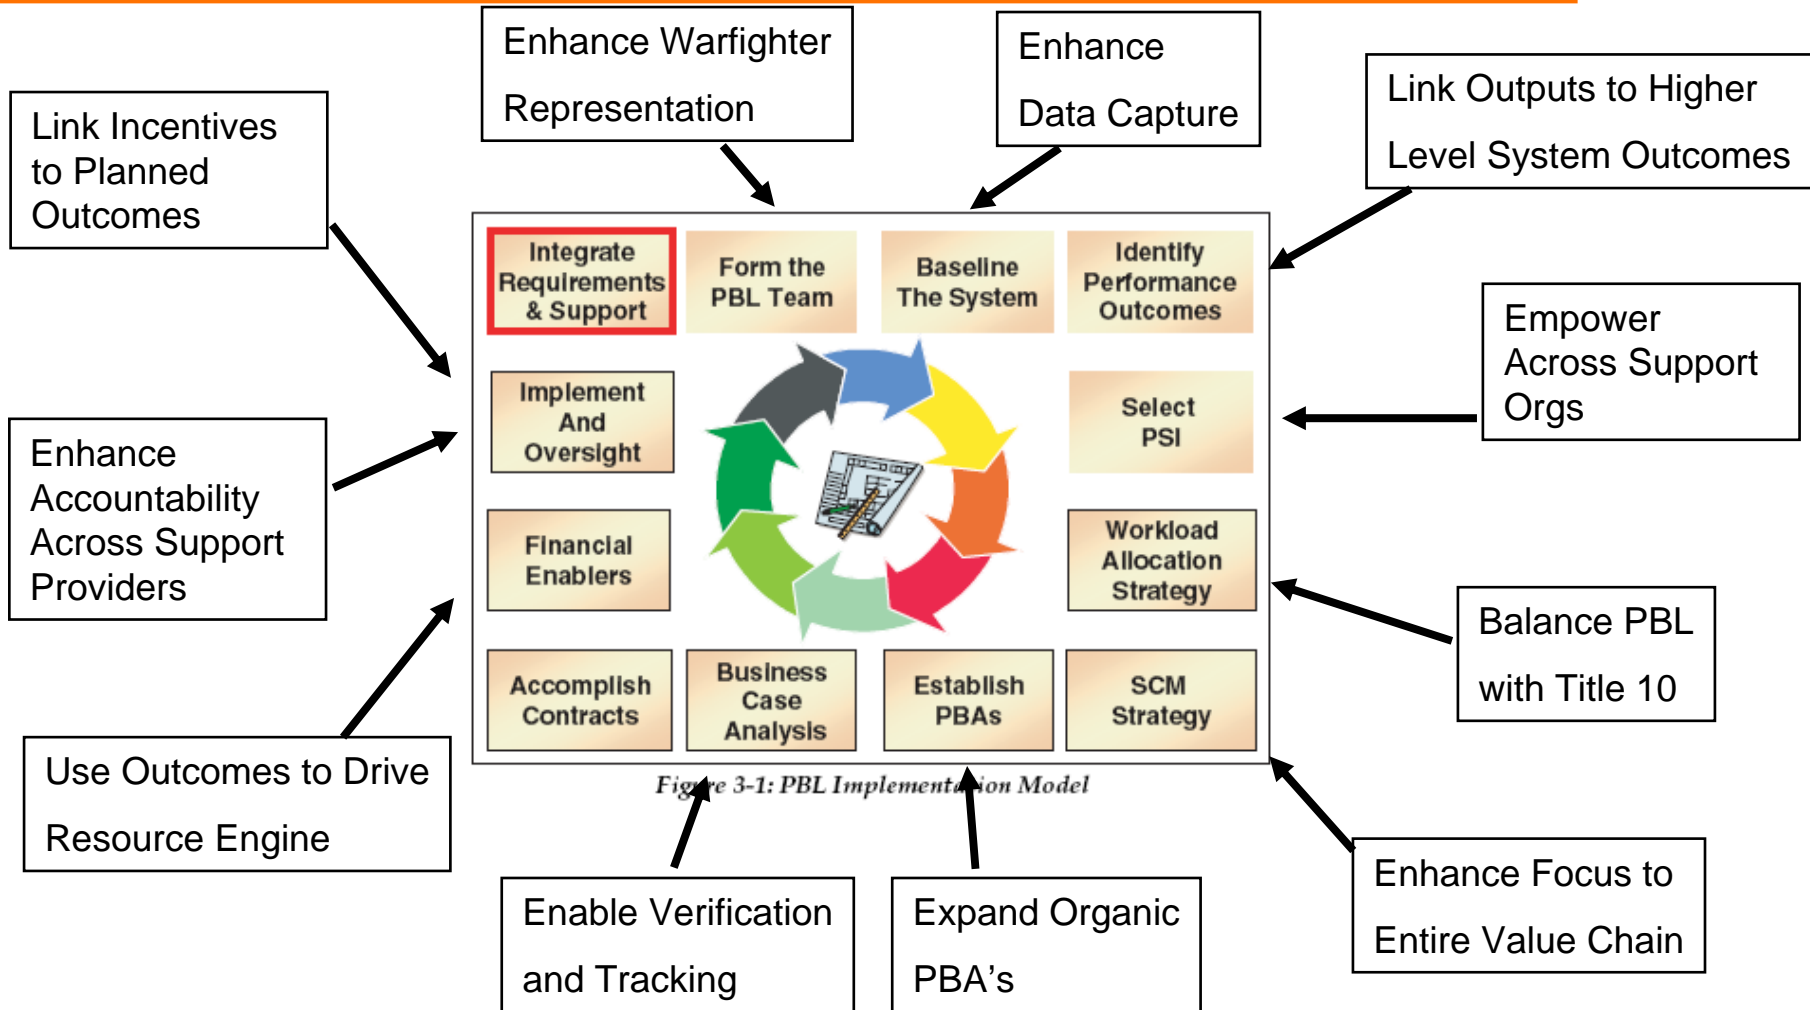 Enhance Warfighter
Representation
Enhance
Data Capture
Link Outputs to Higher
Level System Outcomes
Link Incentives
to Planned
Outcomes
Integrate
Requirements
& Support
Form the
PBL Team
Baseline
The System
Identify
Performance
Outcomes
Empower
Across Support
Orgs
Implement
And
Oversight
Select
PSI
Enhance
Accountability
Across Support
Providers
Financial
Enablers
Workload
Allocation
Strategy
Balance PBL
with Title 10
Accomplish
Contracts
Business
Case
Analysis
Establish
PBAs
SCM
Strategy
Use Outcomes to Drive
Resource Engine
Figure 3-1: PBL Implementation Model
Enable Verification
and Tracking
Expand Organic
PBA's
Enhance Focus to
Entire Value Chain